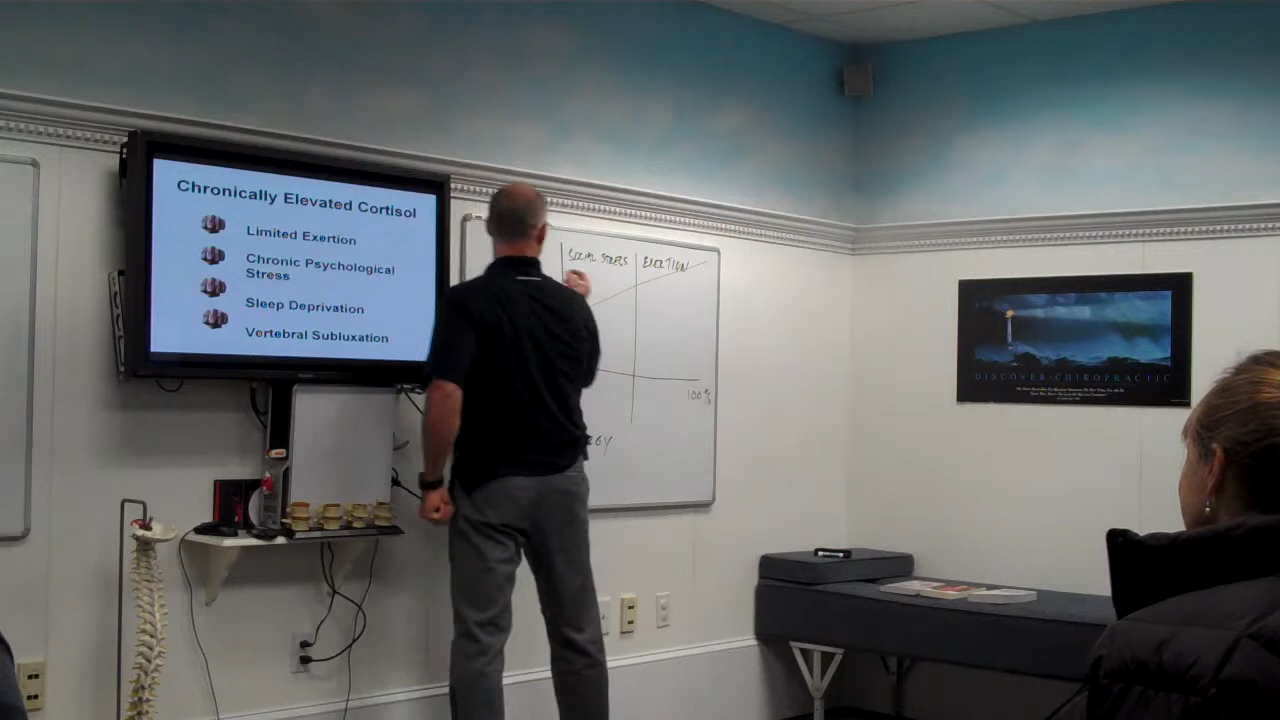 Chronically Elevated Cortisol
Limited Exertion
Chronic Psychological
Stress
Sleep Deprivation
Vertebral Subluxation
SOCIAL STRESS EXERTION
100%
DISCOVER CHIROPRACTIC